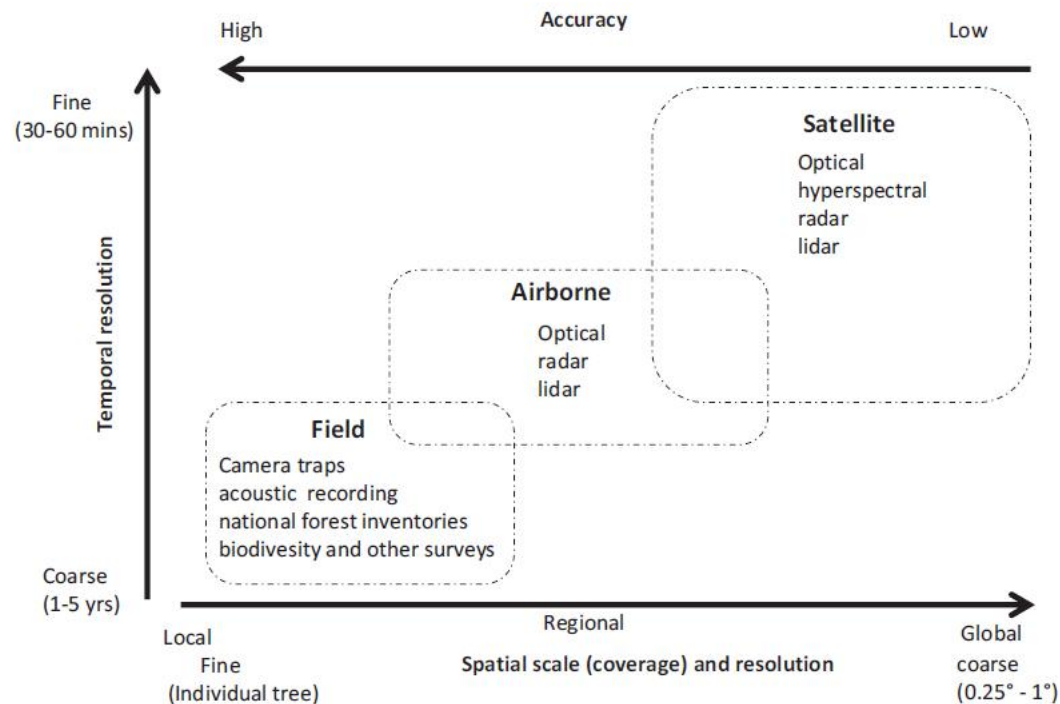 Accuracy
High
Low
Fine
(30-60 mins)
Temporal resolution
Coarse
(1-5 yrs)
Satellite
Optical
hyperspectral
radar
lidar
Airborne
Optical
radar
lidar
Field
Camera traps
acoustic recording
national forest inventories
biodivesity and other surveys
Local
Fine
(Individual tree)
Regional
Spatial scale (coverage) and resolution
Global
coarse
(0.25° - 1°)